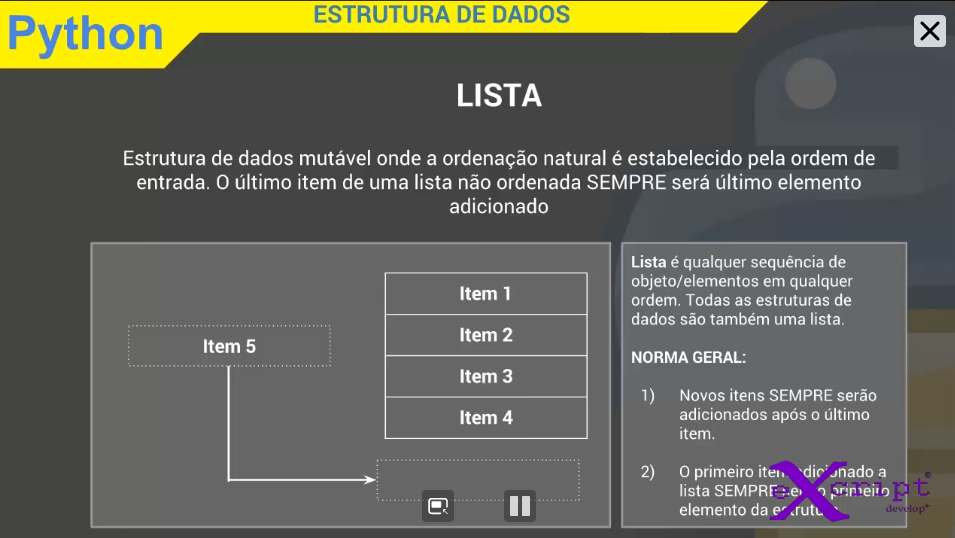 ESTRUTURA DE DADOS
Python
LISTA
Estrutura de dados mutável onde a ordenação natural é estabelecido pela ordem de
entrada. O último item de uma lista não ordenada SEMPRE será último elemento
adicionado
Item 1
Item 2
Item 3
Item 4
Item 5
Lista é qualquer sequência de
objeto/elementos em qualquer
ordem. Todas as estruturas de
dados são também uma lista.
NORMA GERAL:
1) Novos itens SEMPRE serão
adicionados após o último
item.
2) O primeiro item adicionado a
lista SEMPRE será o primeiro
elemento da estrutura
eXcript
develop+